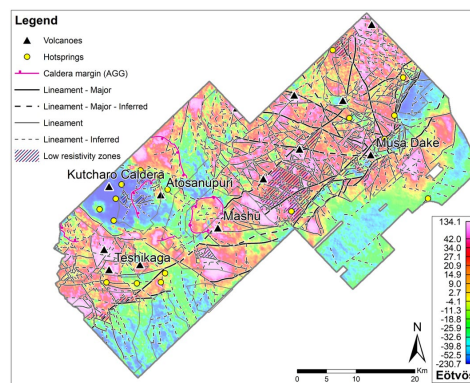 Legend
Volcanoes
Hotsprings
Caldera margin (AGG)
Lineament - Major
Lineament - Major - Inferred
Lineament
Lineament - Inferred
Low resistivity zones
Musa Dake
Kutcharo Caldera
Atosanupuri
Mashu
Teshikaga
134.1
42.0
27.1
20.9
14.9
9.0
2.7
-4.1
-11.3
-18.8
-25.9
-32.8
-39.8
-52.5
-230.7
Eötvös
N
0 5 10 20
Km